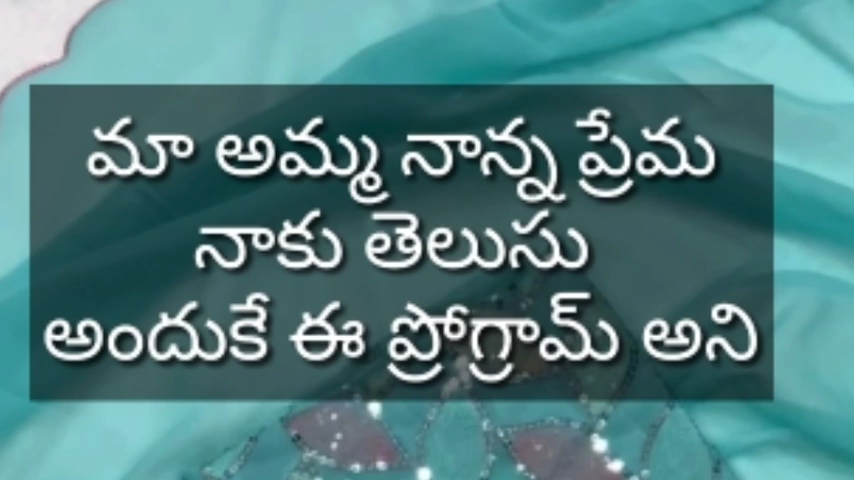 మా అమ్మ నాన్న ప్రేమ
నాకు తెలుసు
అందుకే ఈ ప్రోగ్రామ్ అని